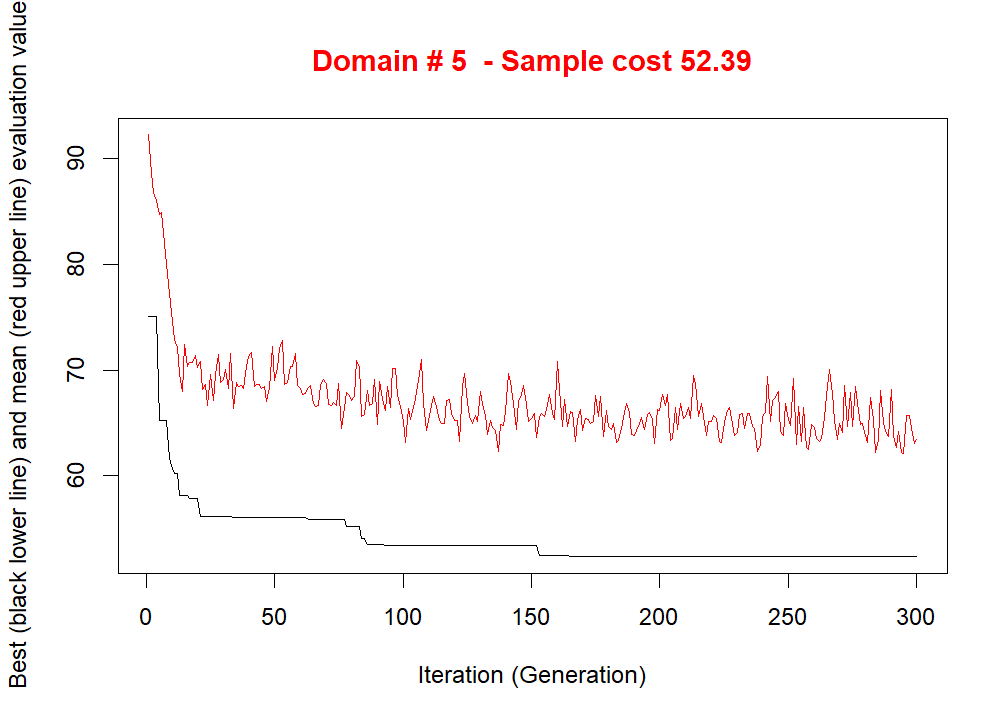 Domain # 5  - Sample cost 52.39
Best (black lower line) and mean (red upper line) evaluation value
90
80
70
60
0 50 100 150 200 250 300
Iteration (Generation)